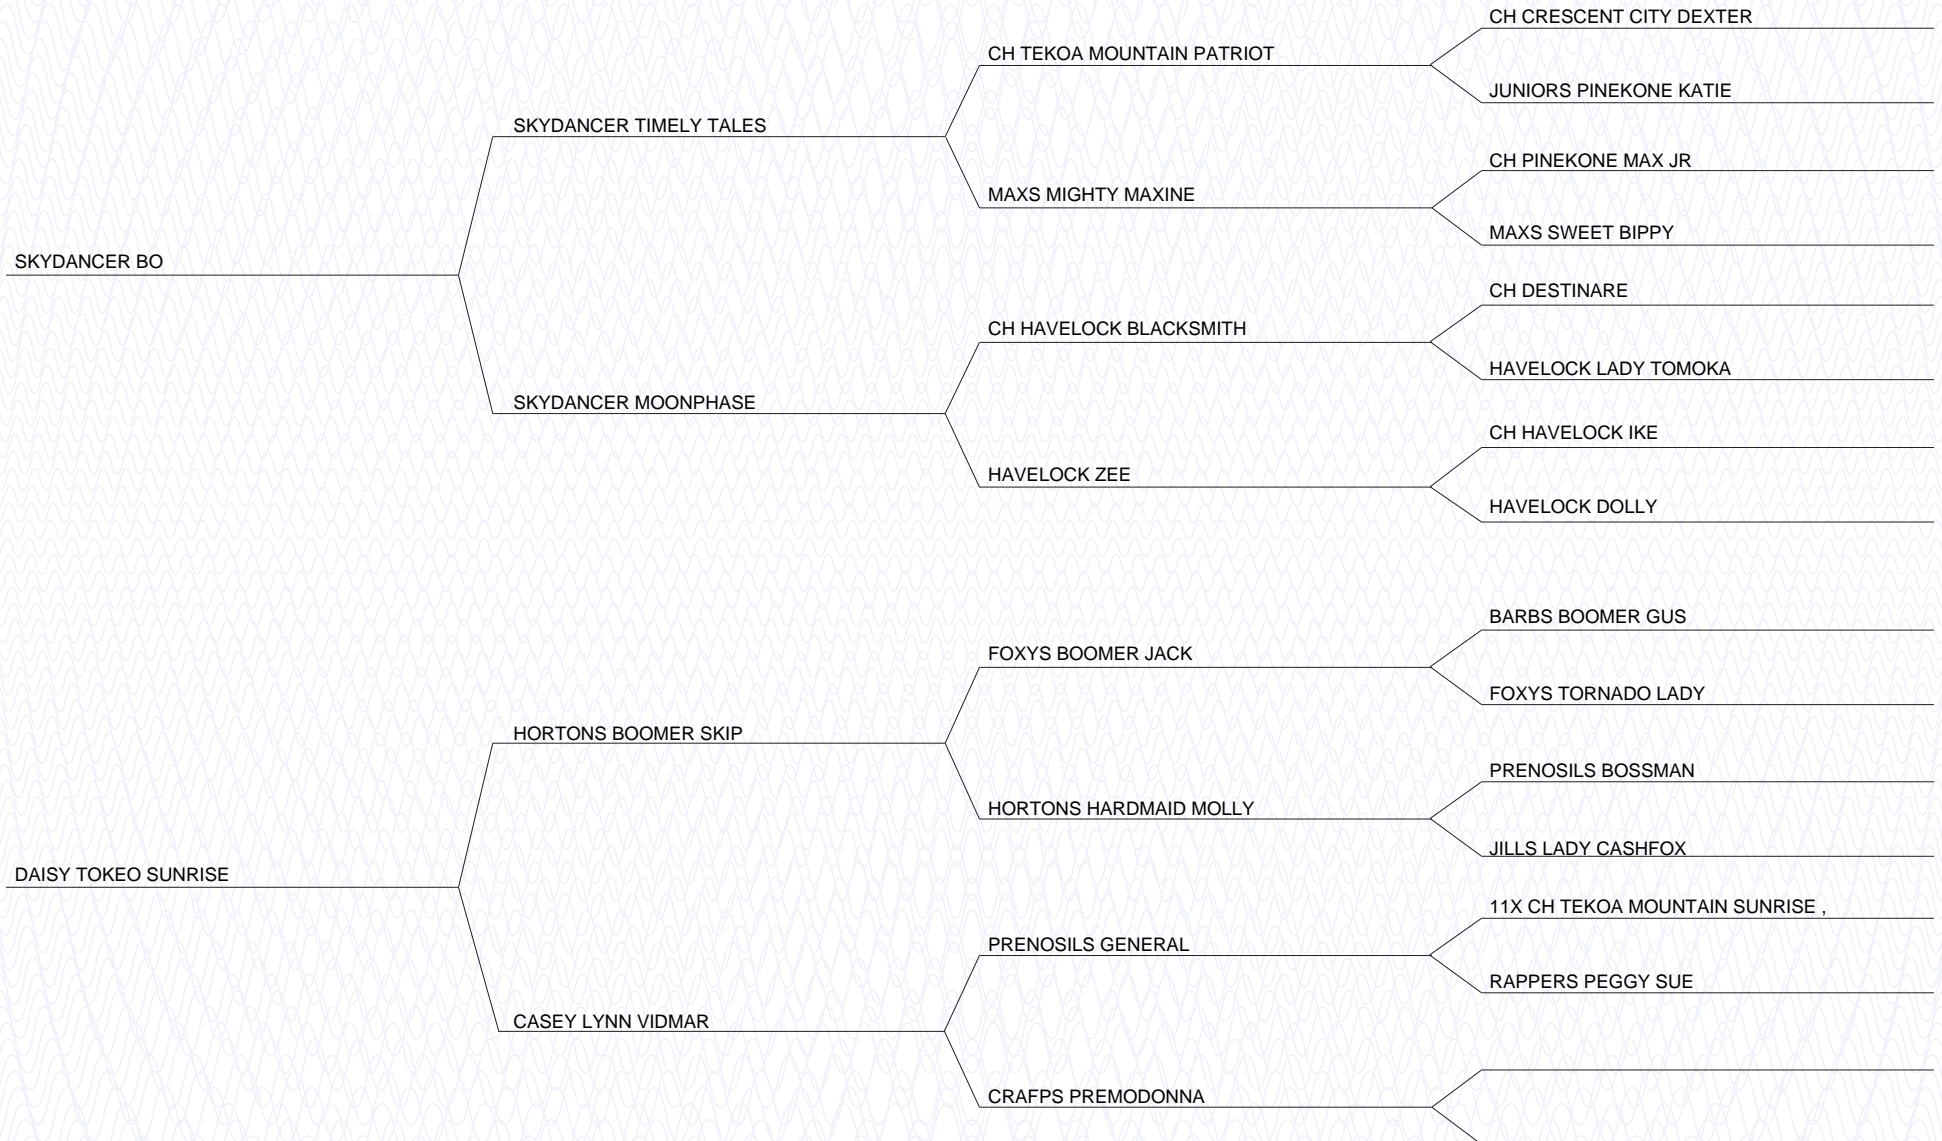 CH CRESCENT CITY DEXTER
CH TEKOA MOUNTAIN PATRIOT
JUNIORS PINEKONE KATIE
SKYDANCER TIMELY TALES
CH PINEKONE MAX JR
MAXS MIGHTY MAXINE
MAXS SWEET BIPPY
SKYDANCER BO
CH DESTINARE
CH HAVELOCK BLACKSMITH
HAVELOCK LADY TOMOKA
SKYDANCER MOONPHASE
CH HAVELOCK IKE
HAVELOCK ZEE
HAVELOCK DOLLY
BARBS BOOMER GUS
FOXYS BOOMER JACK
FOXYS TORNADO LADY
HORTONS BOOMER SKIP
PRENOSILS BOSSMAN
HORTONS HARDMAID MOLLY
JILLS LADY CASHFOX
DAISY TOKEO SUNRISE
11X CH TEKOA MOUNTAIN SUNRISE ,
PRENOSILS GENERAL
RAPPERS PEGGY SUE
CASEY LYNN VIDMAR
CRAFPS PREMODONNA